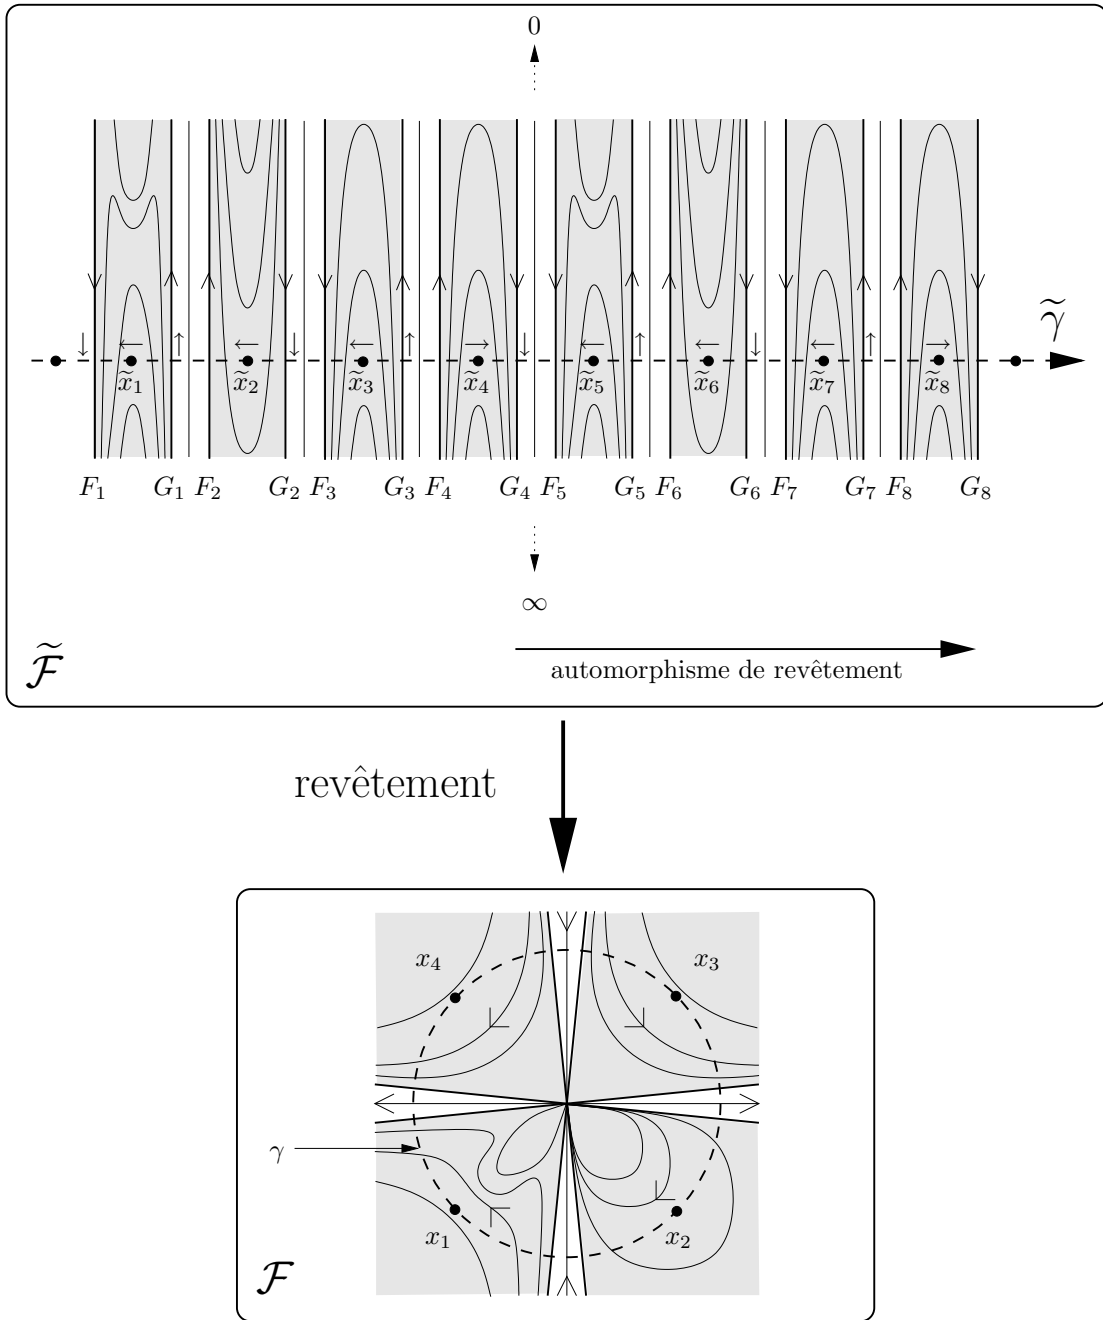 0
γ̃
x̃₁ x̃₂ x̃₃ x̃₄ x̃₅ x̃₆ x̃₇ x̃₈
F₁ G₁ F₂ G₂ F₃ G₃ F₄ G₄ F₅ G₅ F₆ G₆ F₇ G₇ F₈ G₈
∞
automorphisme de revêtement
ℱ̃
revêtement
x₄ x₃
γ
x₁ x₂
ℱ